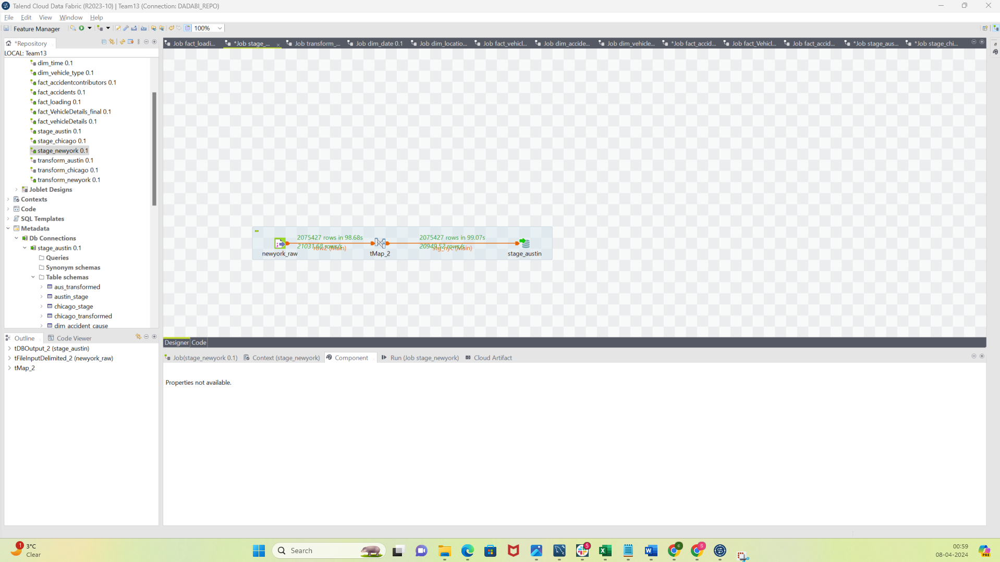 Talend Cloud Data Fabric (R2023-10) | Team13 (Connection: DADABI_REPO)
File Edit View Window Help
Feature Manager
100%
*Repository
LOCAL: Team13
dim_time 0.1
dim_vehicle_type 0.1
fact_accidentcontributors 0.1
fact_accidents 0.1
fact_loading 0.1
fact_VehicleDetails_final 0.1
fact_vehicleDetails 0.1
stage_austin 0.1
stage_chicago 0.1
stage_newyork 0.1
transform_austin 0.1
transform_chicago 0.1
transform_newyork 0.1
Joblet Designs
Contexts
Code
SQL Templates
Metadata
Db Connections
stage_austin 0.1
Queries
Synonym schemas
Table schemas
aus_transformed
austin_stage
chicago_stage
chicago_transformed
dim_accident_cause
Outline
Code Viewer
tDBOutput_2 (stage_austin)
tFileInputDelimited_2 (newyork_raw)
tMap_2
Job fact_loadi... *Job stage_... Job transform_... Job dim_date 0.1 Job dim_locatio... Job fact_vehicl... Job dim_accide... Job dim_vehicle... *Job fact_accid... Job fact_Vehicl... Job fact_accid... *Job stage_aus... *Job stage_chi...
2075427 rows in 98.68s
21031.68 rows/s
row2 (Main)
2075427 rows in 99.07s
20949.52 rows/s
stg_nyc (Main)
newyork_raw
tMap_2
stage_austin
Designer Code
Job(stage_newyork 0.1)
Context (stage_newyork)
Component
Run (Job stage_newyork)
Cloud Artifact
Properties not available.
1
3°C
Clear
Search
5
C
S
00:59
08-04-2024
PRE